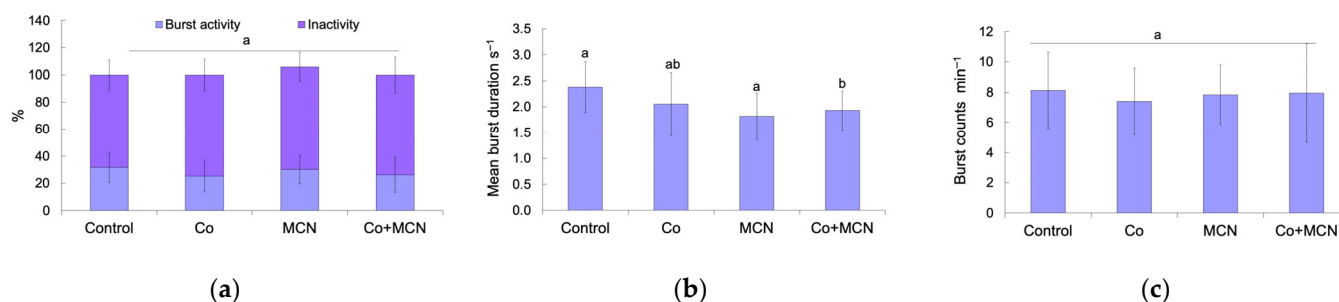 Burst activity Inactivity
a
140
120
100
80
60
40
20
0
%
Control Co MCN Co+MCN
(a)
3.5
3.0
2.5
2.0
1.5
1.0
0.5
0.0
Mean burst duration s⁻¹
a ab a b
Control Co MCN Co+MCN
(b)
12
10
8
6
4
2
0
Burst counts min⁻¹
a
Control Co MCN Co+MCN
(c)